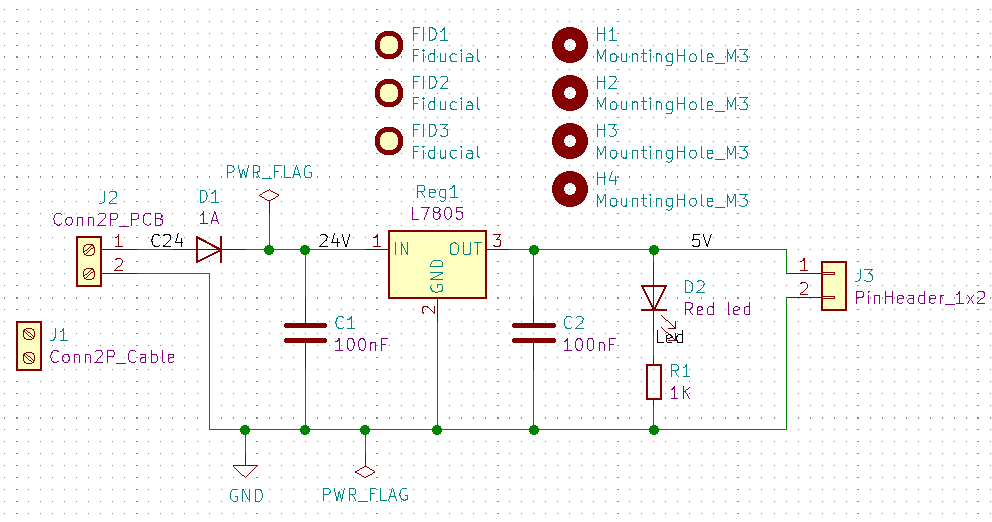 FID1
Fiducial
FID2
Fiducial
FID3
Fiducial
H1
MountingHole_M3
H2
MountingHole_M3
H3
MountingHole_M3
H4
MountingHole_M3
PWR_FLAG
J2
Conn2P_PCB
1
2
C24
D1
1A
24V
Reg1
L7805
1
IN
OUT
3
GND
2
5V
1
2
J3
PinHeader_1x2
J1
Conn2P_Cable
C1
100nF
C2
100nF
D2
Red led
Led
R1
1K
GND
PWR_FLAG